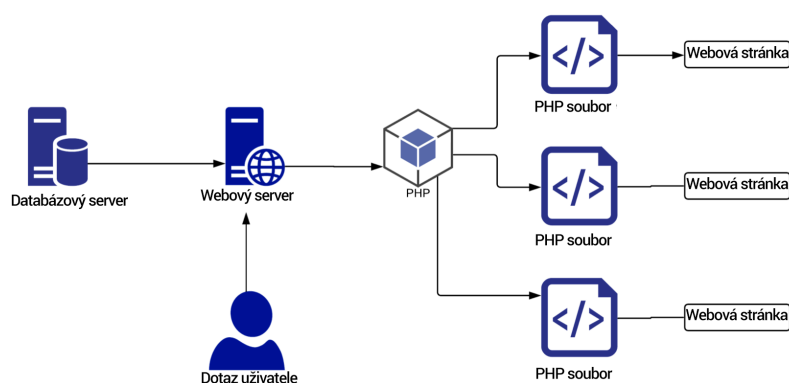 Webová stránka
PHP soubor
Databázový server
Webový server
PHP
Webová stránka
PHP soubor
Webová stránka
PHP soubor
Dotaz uživatele